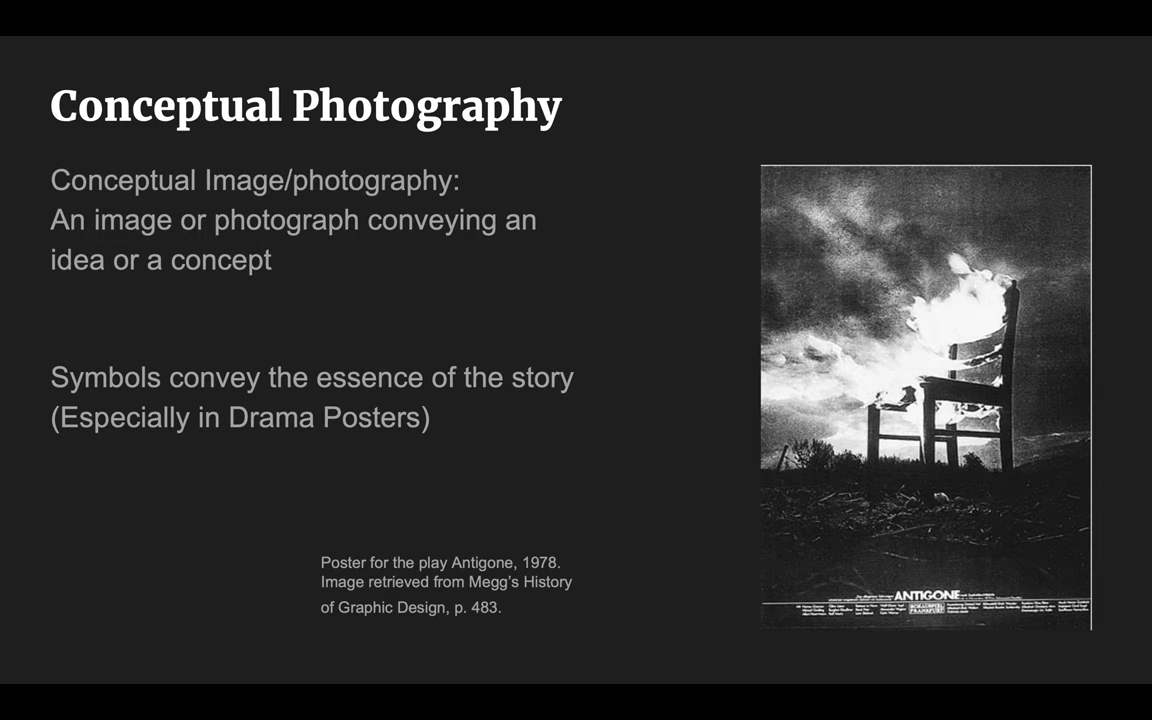 Conceptual Photography
Conceptual Image/photography:
An image or photograph conveying an
idea or a concept
Symbols convey the essence of the story
(Especially in Drama Posters)
Poster for the play Antigone, 1978.
Image retrieved from Megg's History
of Graphic Design, p. 483.
ANTIGONE
SCHAUSPIEL
FRANKFURT